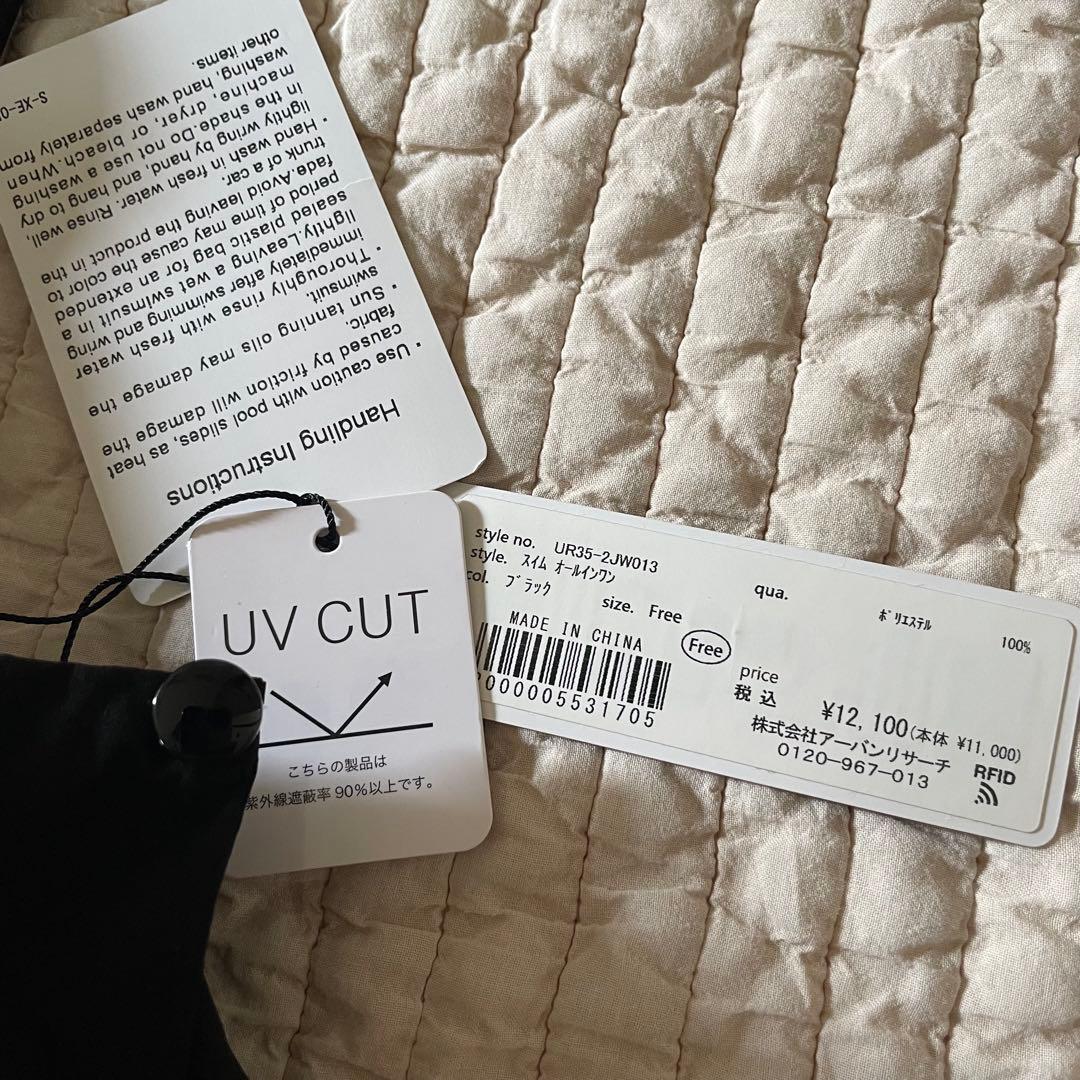 Handling Instructions
・Use caution with pool slides, as heat
caused by friction will damage the
fabric.
・Sun tanning oils may damage the
swimsuit.
・Thoroughly rinse with fresh water
immediately after swimming and wring
lightly.Leaving a wet swimsuit in a
sealed plastic bag for an extended
period of time may cause the color to
fade.Avoid leaving the product in the
trunk of a car.
・Hand wash in fresh water. Rinse well,
lightly wring by hand, and hang to dry
in the shade.Do not use a washing
machine, dryer, or bleach.When
washing, hand wash separately from
other items.
S-XE-0
UV CUT
こちらの製品は
紫外線遮蔽率90%以上です。
style no. UR35-2JW013
style. スイム オールインワン
col. ブラック
size. Free
MADE IN CHINA
Free
000005531705
qua.
ポリエステル 100%
price
税込 ¥12,100(本体 ¥11,000)
株式会社アーバンリサーチ
0120-967-013
RFID